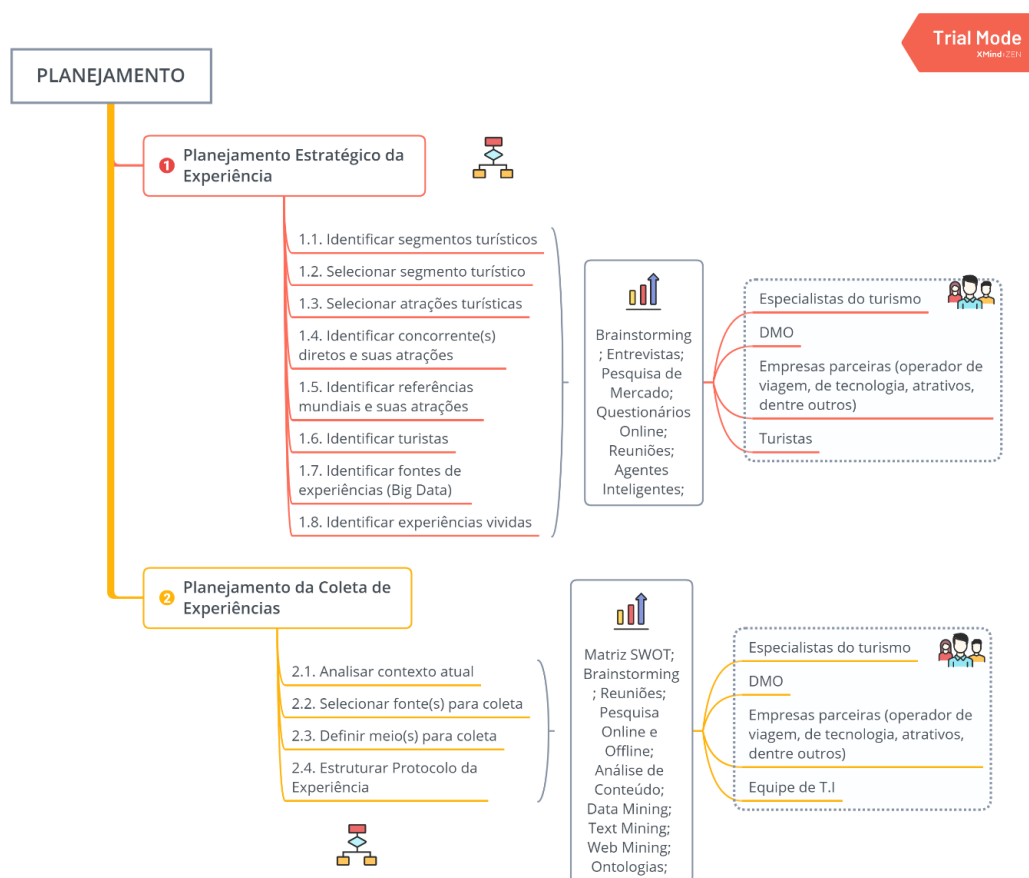 Trial Mode
XMind:ZEN
PLANEJAMENTO
1 Planejamento Estratégico da
Experiência
1.1. Identificar segmentos turísticos
1.2. Selecionar segmento turístico
1.3. Selecionar atrações turísticas
1.4. Identificar concorrente(s)
diretos e suas atrações
1.5. Identificar referências
mundiais e suas atrações
1.6. Identificar turistas
1.7. Identificar fontes de
experiências (Big Data)
1.8. Identificar experiências vividas
Brainstorming
; Entrevistas;
Pesquisa de
Mercado;
Questionários
Online;
Reuniões;
Agentes
Inteligentes;
Especialistas do turismo
DMO
Empresas parceiras (operador de
viagem, de tecnologia, atrativos,
dentre outros)
Turistas
2 Planejamento da Coleta de
Experiências
2.1. Analisar contexto atual
2.2. Selecionar fonte(s) para coleta
2.3. Definir meio(s) para coleta
2.4. Estruturar Protocolo da
Experiência
Matriz SWOT;
Brainstorming
; Reuniões;
Pesquisa
Online e
Offline;
Análise de
Conteúdo;
Data Mining;
Text Mining;
Web Mining;
Ontologias;
Especialistas do turismo
DMO
Empresas parceiras (operador de
viagem, de tecnologia, atrativos,
dentre outros)
Equipe de T.I